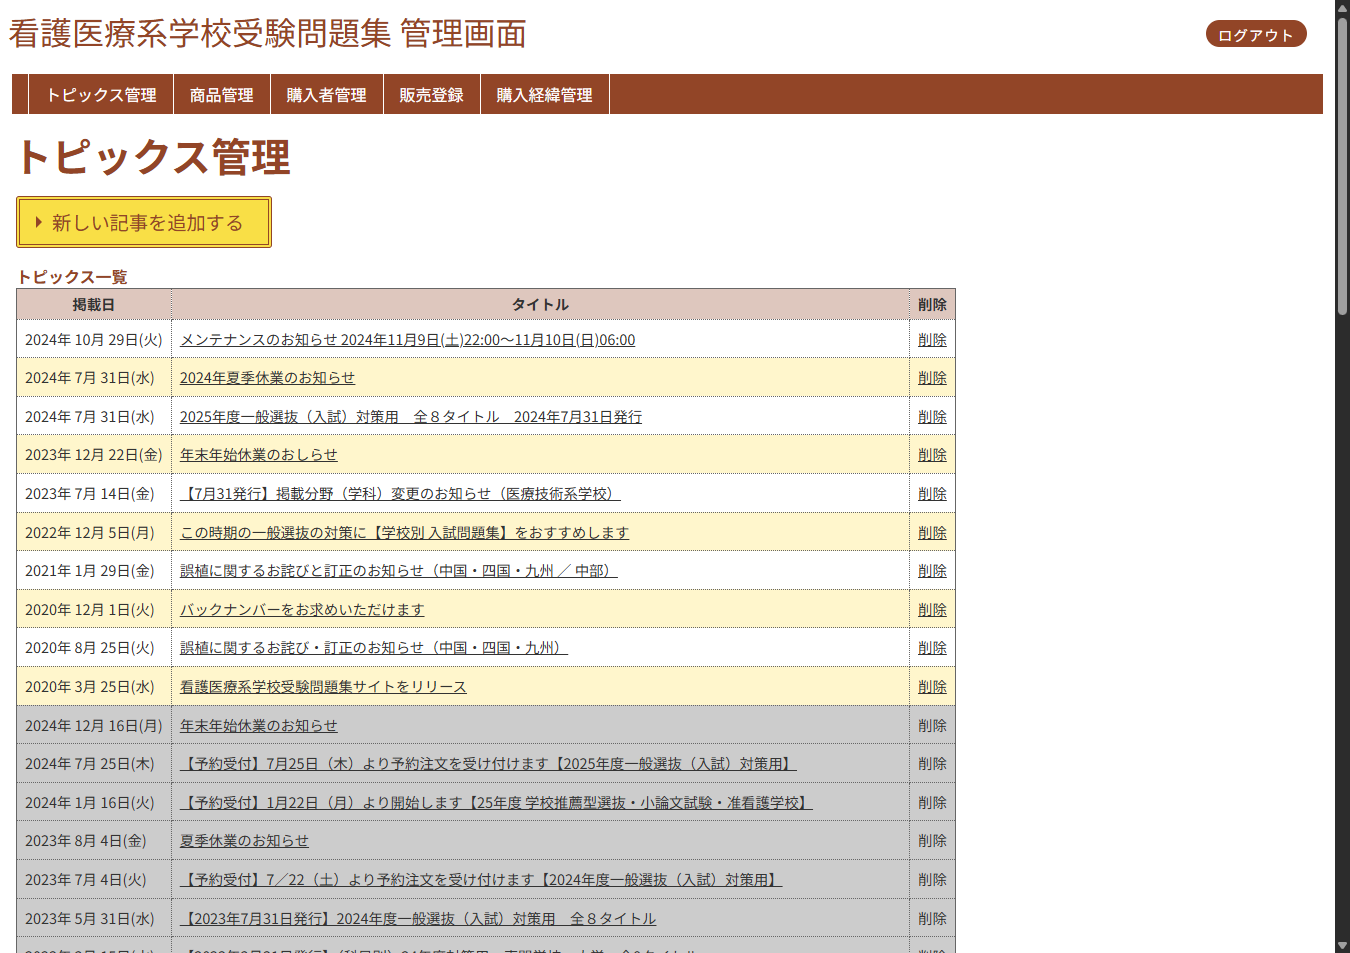 看護医療系学校受験問題集 管理画面
ログアウト
トピックス管理 商品管理 購入者管理 販売登録 購入経緯管理
トピックス管理
新しい記事を追加する
トピックス一覧
掲載日 タイトル 削除
2024年 10月 29日(火) メンテナンスのお知らせ 2024年11月9日(土)22:00～11月10日(日)06:00 削除
2024年 7月 31日(水) 2024年夏季休業のお知らせ 削除
2024年 7月 31日(水) 2025年度一般選抜（入試）対策用　全８タイトル　2024年7月31日発行 削除
2023年 12月 22日(金) 年末年始休業のおしらせ 削除
2023年 7月 14日(金) 【7月31発行】掲載分野（学科）変更のお知らせ（医療技術系学校） 削除
2022年 12月 5日(月) この時期の一般選抜の対策に【学校別 入試問題集】をおすすめします 削除
2021年 1月 29日(金) 誤植に関するお詫びと訂正のお知らせ（中国・四国・九州 ／ 中部） 削除
2020年 12月 1日(火) バックナンバーをお求めいただけます 削除
2020年 8月 25日(火) 誤植に関するお詫び・訂正のお知らせ（中国・四国・九州） 削除
2020年 3月 25日(水) 看護医療系学校受験問題集サイトをリリース 削除
2024年 12月 16日(月) 年末年始休業のお知らせ 削除
2024年 7月 25日(木) 【予約受付】7月25日（木）より予約注文を受け付けます【2025年度一般選抜（入試）対策用】 削除
2024年 1月 16日(火) 【予約受付】1月22日（月）より開始します【25年度 学校推薦型選抜・小論文試験・准看護学校】 削除
2023年 8月 4日(金) 夏季休業のお知らせ 削除
2023年 7月 4日(火) 【予約受付】7／22（土）より予約注文を受け付けます【2024年度一般選抜（入試）対策用】 削除
2023年 5月 31日(水) 【2023年7月31日発行】2024年度一般選抜（入試）対策用　全８タイトル 削除